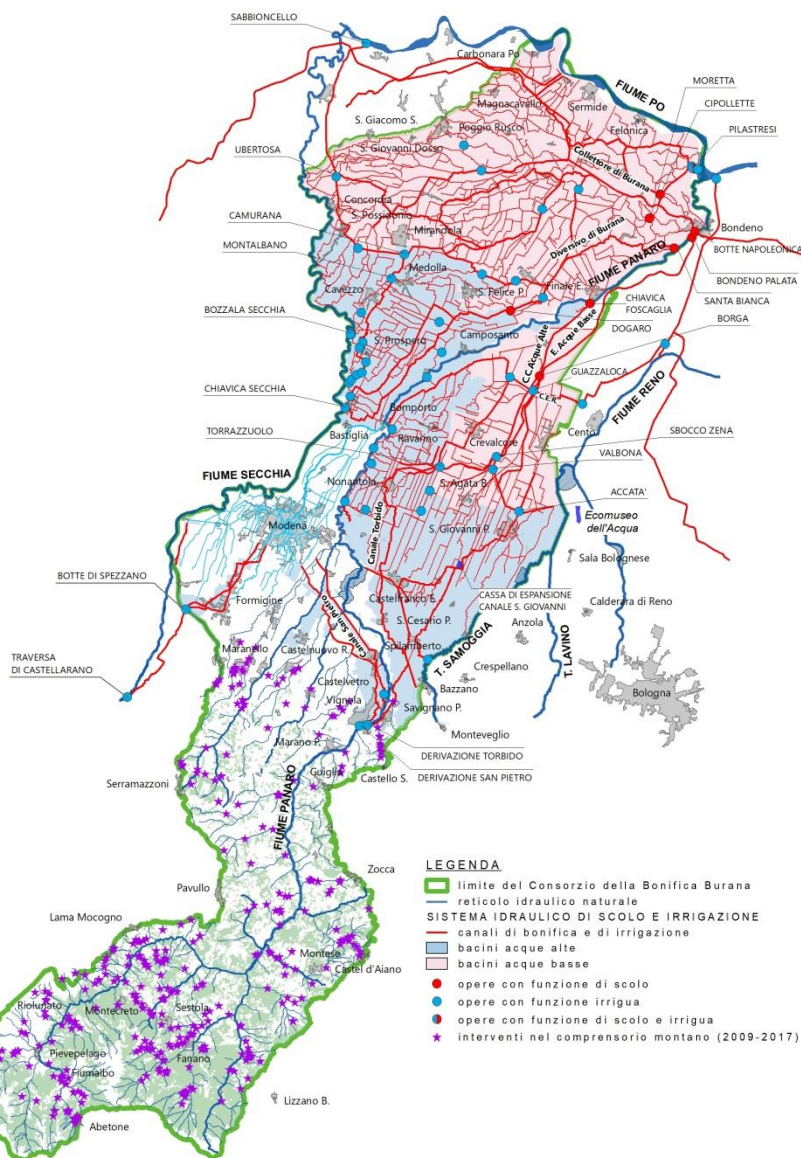 SABBIONCELLO
Carbonara Po
FIUME PO
MORETTA
CIPOLLETTE
PILASTRESI
Magnacavallo
Sermide
S. Giacomo S.
Poggio Rusco
Felonica
S. Giovanni Dosso
UBERTOSA
Collettore di Burana
Concordia
S. Possidonio
CAMURANA
Mirandola
Diversivo di Burana
Bondeno
MONTALBANO
BOTTE NAPOLEONICA
Medolla
FIUME PANARO
BONDENO PALATA
Cavezzo
S. Felice P.
Finale E.
SANTA BIANCA
CHIAVICA
FOSCAGLIA
BOZZALA SECCHIA
BORGA
DOGARO
S. Prospero
Camposanto
E. Acque Basse
C.C. Acque Alte
GUAZZALOCA
CHIAVICA SECCHIA
C.E.R.
FIUME RENO
Bomporto
TORRAZZUOLO
Bastiglia
Ravarino
Crevalcore
Cento
SBOCCO ZENA
VALBONA
FIUME SECCHIA
Nonantola
S. Agata B.
ACCATA'
Modena
Canale Torbido
S. Giovanni P.
Ecomuseo
dell'Acqua
Sala Bolognese
BOTTE DI SPEZZANO
CASSA DI ESPANSIONE
CANALE S. GIOVANNI
Formigine
Castelfranco E.
Calderara di Reno
Canale San Pietro
S. Cesario P.
Anzola
Spilamberto
T. SAMOGGIA
T. LAVINO
TRAVERSA
DI CASTELLARANO
Maranello
Castelnuovo R.
Crespellano
Bologna
Castelvetro
Bazzano
Vignola
Savignano P.
Monteveglio
Marano P.
DERIVAZIONE TORBIDO
DERIVAZIONE SAN PIETRO
Serramazzoni
Guiglia
Castello S.
FIUME PANARO
Zocca
Pavullo
Lama Mocogno
Montese
Castel d'Aiano
Riolunato
Montecreto
Sestola
Pievepelago
Fanano
Fiumalbo
Lizzano B.
Abetone
LEGENDA
limite del Consorzio della Bonifica Burana
reticolo idraulico naturale
SISTEMA IDRAULICO DI SCOLO E IRRIGAZIONE
canali di bonifica e di irrigazione
bacini acque alte
bacini acque basse
opere con funzione di scolo
opere con funzione irrigua
opere con funzione di scolo e irrigua
interventi nel comprensorio montano (2009-2017)